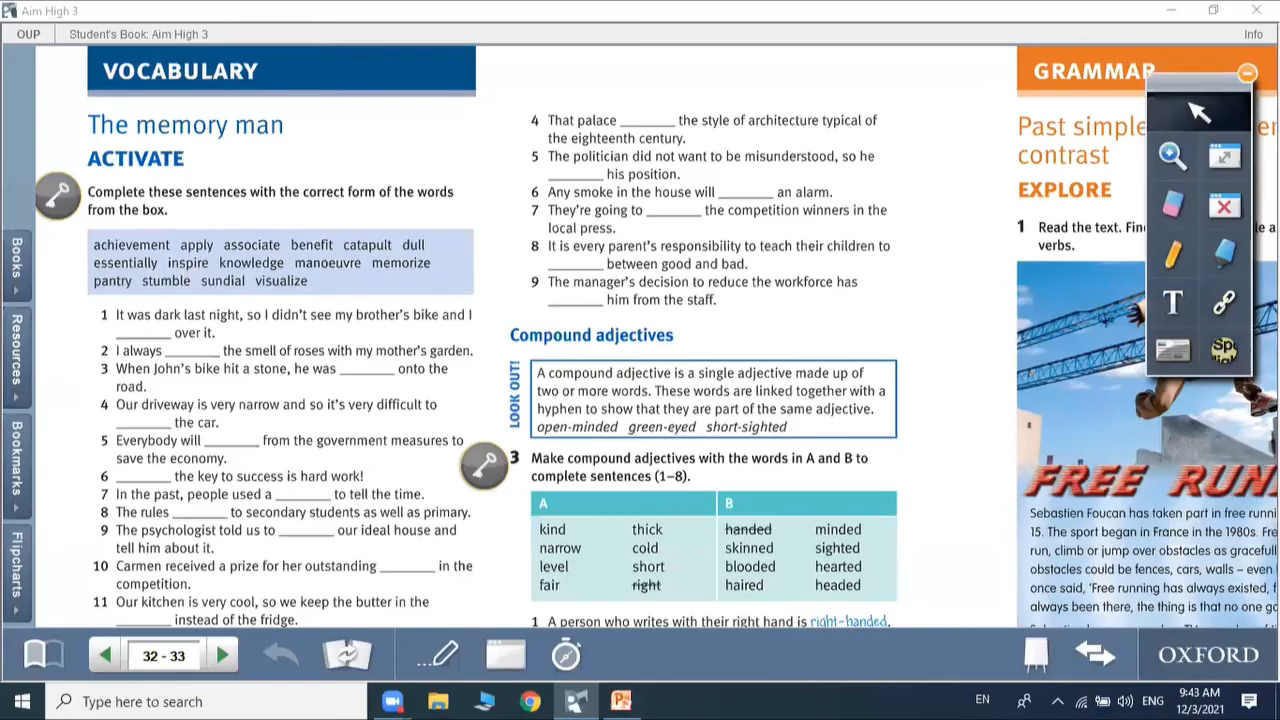 Aim High 3
OUP
Student's Book: Aim High 3
Info
Books
Resources
Bookmarks
Flipcharts
VOCABULARY
The memory man
ACTIVATE
Complete these sentences with the correct form of the words
from the box.
achievement apply associate benefit catapult dull
essentially inspire knowledge manoeuvre memorize
pantry stumble sundial visualize
1 It was dark last night, so I didn't see my brother's bike and I
________ over it.
2 I always ________ the smell of roses with my mother's garden.
3 When John's bike hit a stone, he was ________ onto the
road.
4 Our driveway is very narrow and so it's very difficult to
________ the car.
5 Everybody will ________ from the government measures to
save the economy.
6 ________ the key to success is hard work!
7 In the past, people used a ________ to tell the time.
8 The rules ________ to secondary students as well as primary.
9 The psychologist told us to ________ our ideal house and
tell him about it.
10 Carmen received a prize for her outstanding ________ in the
competition.
11 Our kitchen is very cool, so we keep the butter in the
________ instead of the fridge.
4 That palace ________ the style of architecture typical of
the eighteenth century.
5 The politician did not want to be misunderstood, so he
________ his position.
6 Any smoke in the house will ________ an alarm.
7 They're going to ________ the competition winners in the
local press.
8 It is every parent's responsibility to teach their children to
________ between good and bad.
9 The manager's decision to reduce the workforce has
________ him from the staff.
Compound adjectives
LOOK OUT!
A compound adjective is a single adjective made up of
two or more words. These words are linked together with a
hyphen to show that they are part of the same adjective.
open-minded green-eyed short-sighted
3 Make compound adjectives with the words in A and B to
complete sentences (1–8).
A B
kind thick handed minded
narrow cold skinned sighted
level short blooded hearted
fair right haired headed
1 A person who writes with their right hand is right-handed.
GRAMMAR
Past simple
contrast
EXPLORE
1 Read the text. Fin
verbs.
FREE RUN
Sebastien Foucan has taken part in free runni
15. The sport began in France in the 1980s. Fre
run, climb or jump over obstacles as graceful
obstacles could be fences, cars, walls – even
once said, 'Free running has always existed, f
always been there, the thing is that no one g
T
Sp
32 - 33
OXFORD
UNIVERSITY PRESS
Type here to search
EN
ENG
9:43 AM
12/3/2021